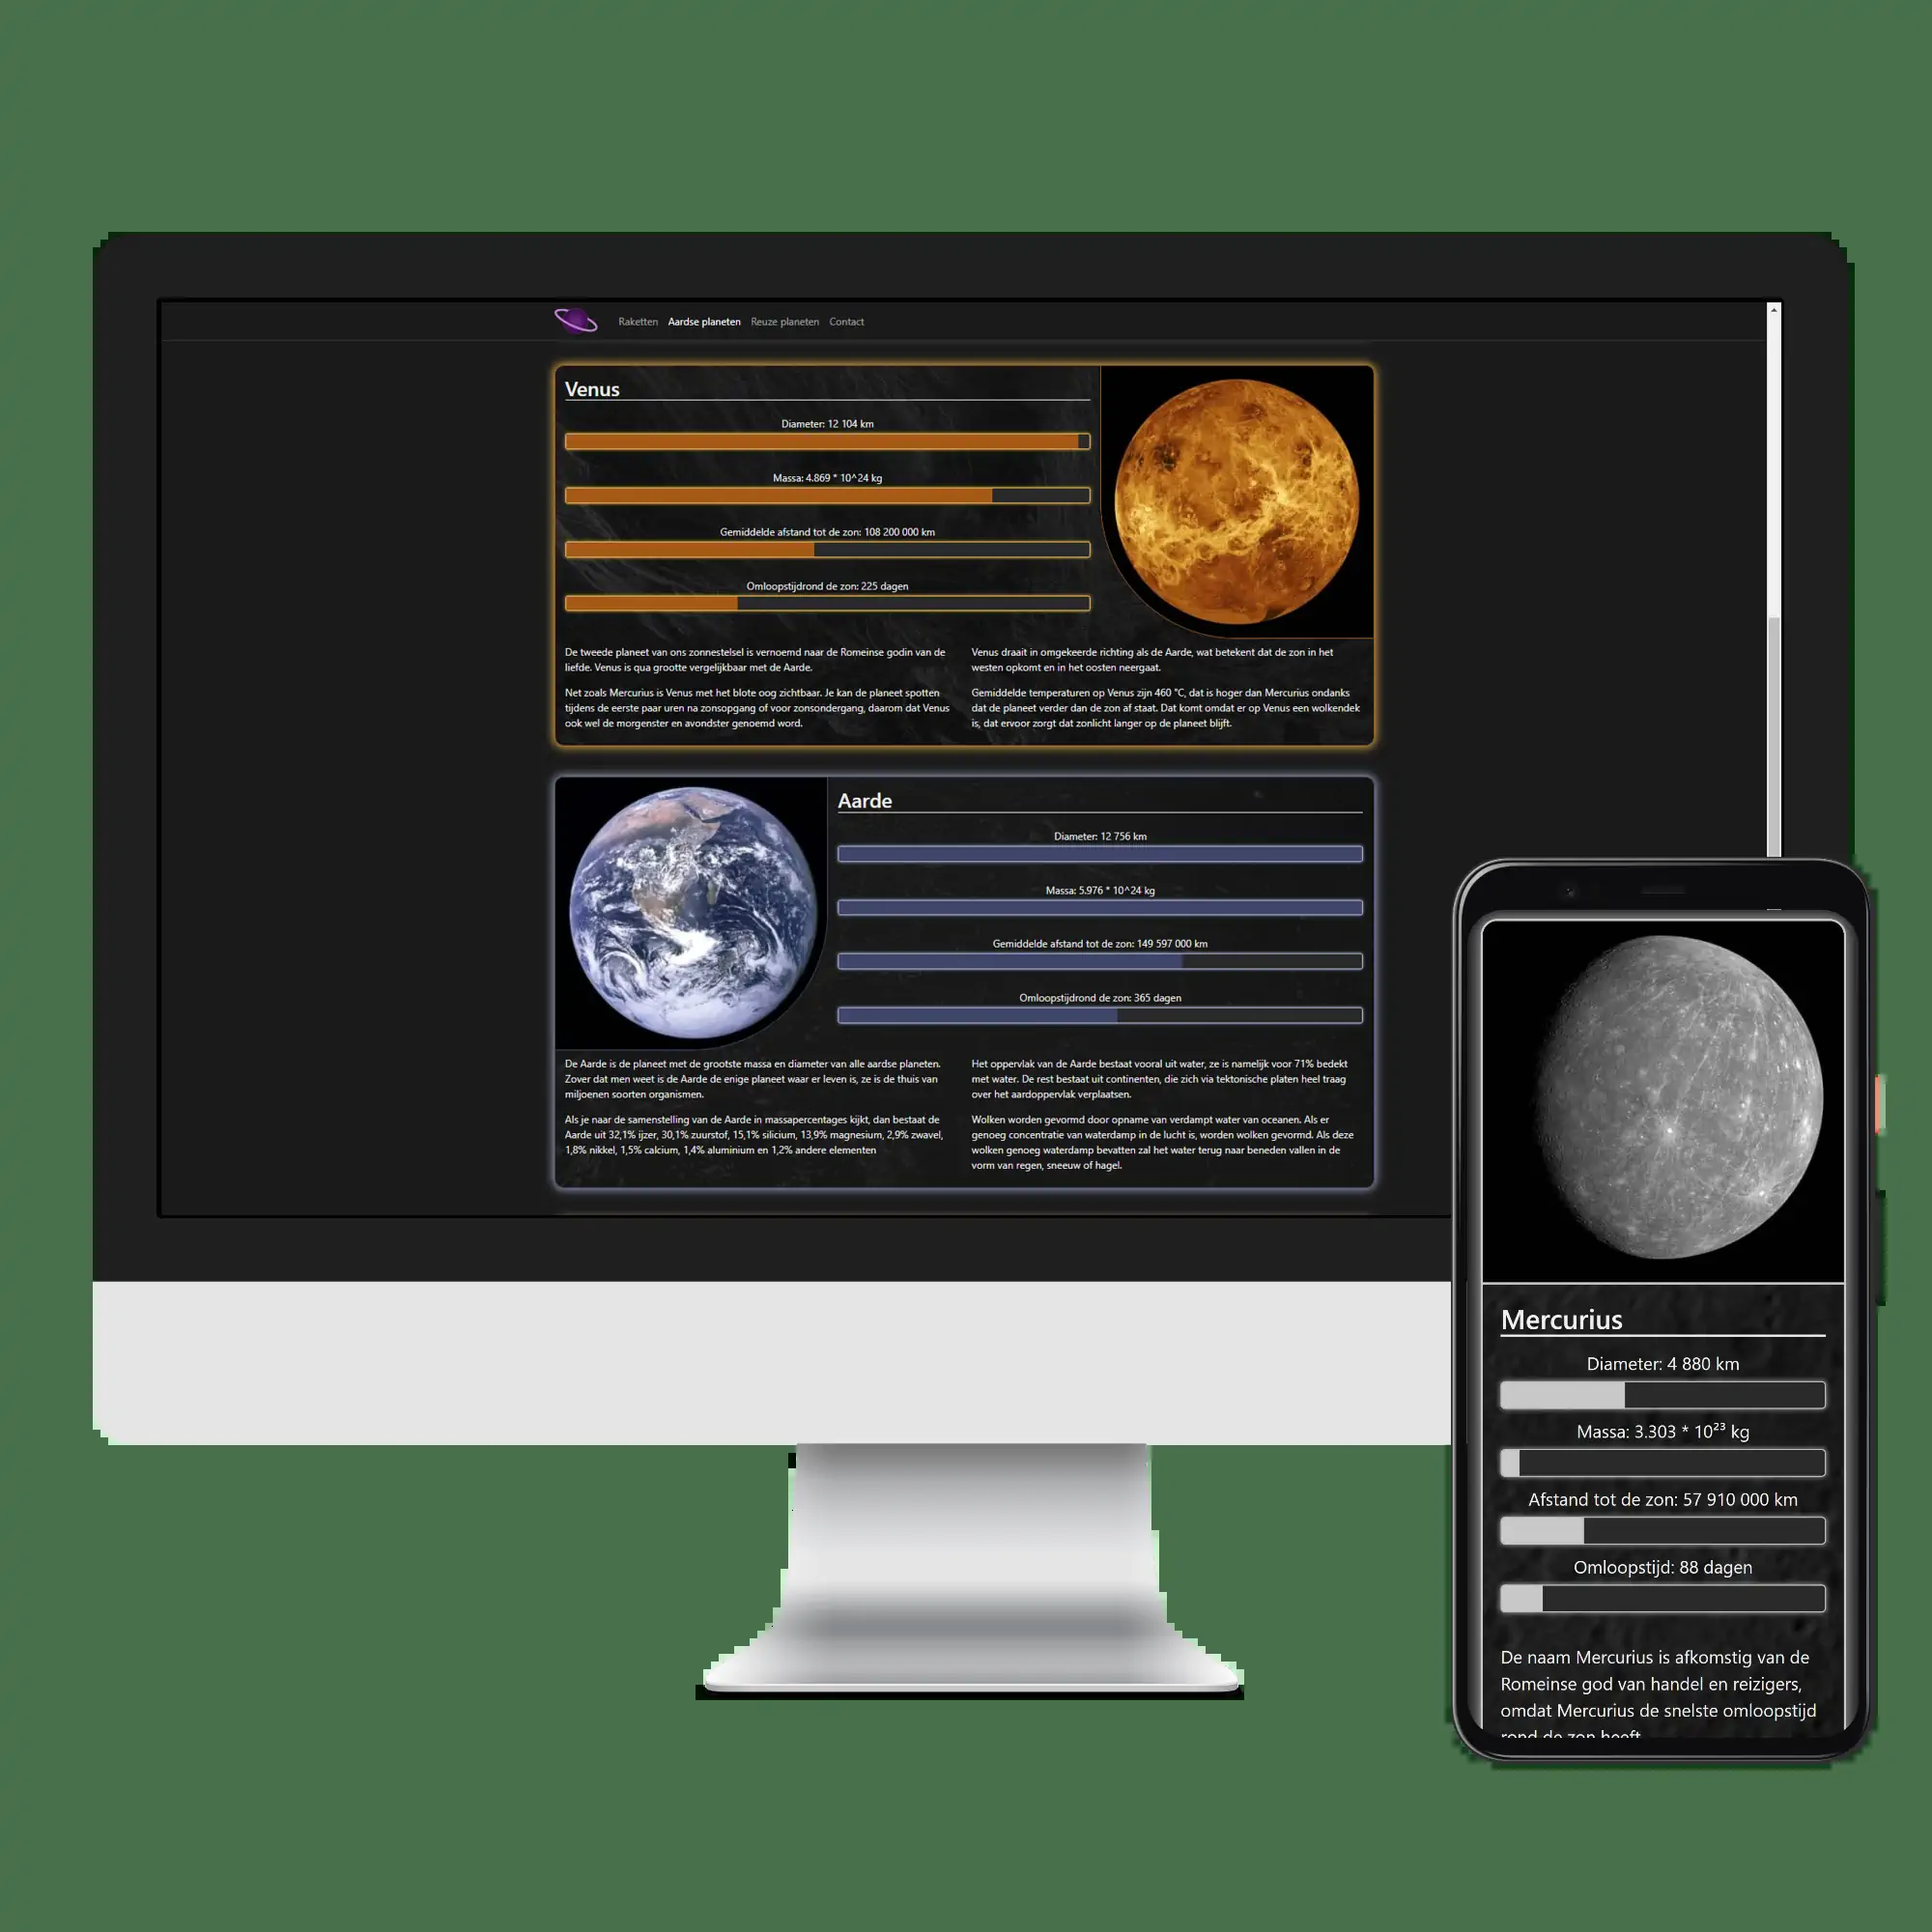 Raketten Aardse planeten Reuze planeten Contact
Venus
Diameter: 12 104 km
Massa: 4.869 * 10^24 kg
Gemiddelde afstand tot de zon: 108 200 000 km
Omloopstijdrond de zon: 225 dagen
De tweede planeet van ons zonnestelsel is vernoemd naar de Romeinse godin van de
liefde. Venus is qua grootte vergelijkbaar met de Aarde.
Net zoals Mercurius is Venus met het blote oog zichtbaar. Je kan de planeet spotten
tijdens de eerste paar uren na zonsopgang of voor zonsondergang, daarom dat Venus
ook wel de morgenster en avondster genoemd word.
Venus draait in omgekeerde richting als de Aarde, wat betekent dat de zon in het
westen opkomt en in het oosten neergaat.
Gemiddelde temperaturen op Venus zijn 460 °C, dat is hoger dan Mercurius ondanks
dat de planeet verder dan de zon af staat. Dat komt omdat er op Venus een wolkendek
is, dat ervoor zorgt dat zonlicht langer op de planeet blijft.
Aarde
Diameter: 12 756 km
Massa: 5.976 * 10^24 kg
Gemiddelde afstand tot de zon: 149 597 000 km
Omloopstijdrond de zon: 365 dagen
De Aarde is de planeet met de grootste massa en diameter van alle aardse planeten.
Zover dat men weet is de Aarde de enige planeet waar er leven is, ze is de thuis van
miljoenen soorten organismen.
Als je naar de samenstelling van de Aarde in massapercentages kijkt, dan bestaat de
Aarde uit 32,1% ijzer, 30,1% zuurstof, 15,1% silicium, 13,9% magnesium, 2,9% zwavel,
1,8% nikkel, 1,5% calcium, 1,4% aluminium en 1,2% andere elementen
Het oppervlak van de Aarde bestaat vooral uit water, ze is namelijk voor 71% bedekt
met water. De rest bestaat uit continenten, die zich via tektonische platen heel traag
over het aardoppervlak verplaatsen.
Wolken worden gevormd door opname van verdampt water van oceanen. Als er
genoeg concentratie van waterdamp in de lucht is, worden wolken gevormd. Als deze
wolken genoeg waterdamp bevatten zal het water terug naar beneden vallen in de
vorm van regen, sneeuw of hagel.
Mercurius
Diameter: 4 880 km
Massa: 3.303 * 10²³ kg
Afstand tot de zon: 57 910 000 km
Omloopstijd: 88 dagen
De naam Mercurius is afkomstig van de
Romeinse god van handel en reizigers,
omdat Mercurius de snelste omloopstijd
rond de zon heeft